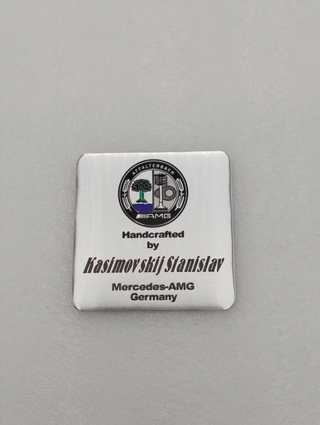 AFFALTERBACH
AMG
Handcrafted
by
Kasimovskij Stanislav
Mercedes-AMG
Germany